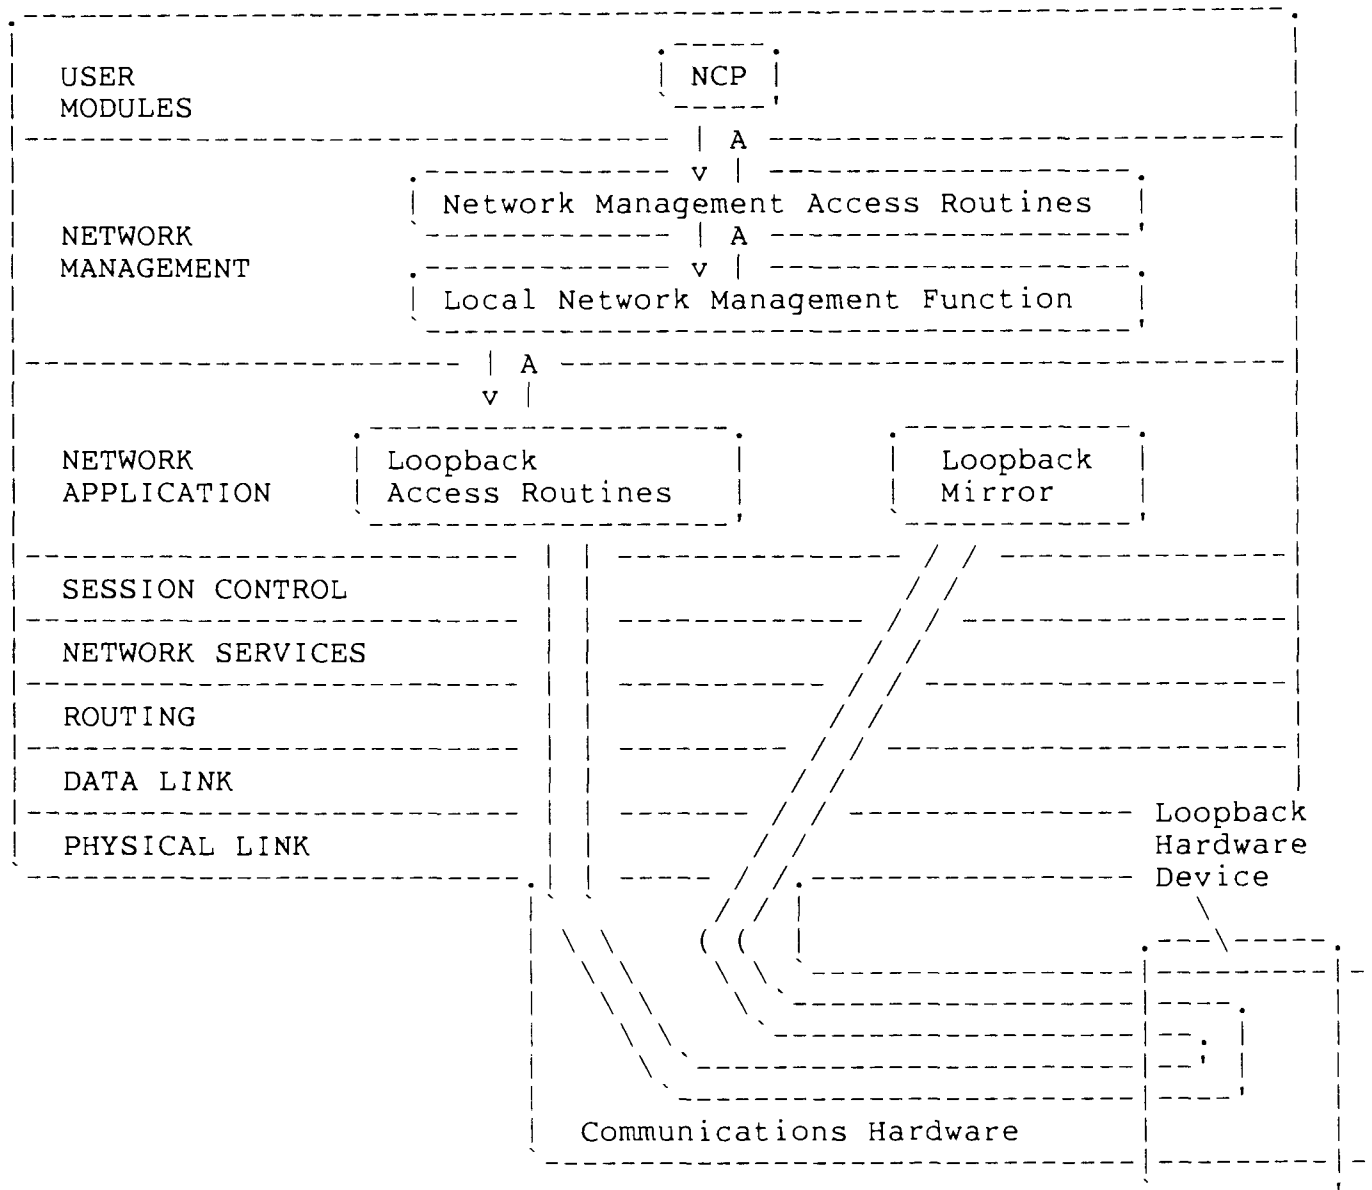 USER
MODULES
NCP
NETWORK
MANAGEMENT
Network Management Access Routines
Local Network Management Function
NETWORK
APPLICATION
Loopback
Access Routines
Loopback
Mirror
SESSION CONTROL
NETWORK SERVICES
ROUTING
DATA LINK
PHYSICAL LINK
Loopback
Hardware
Device
Communications Hardware